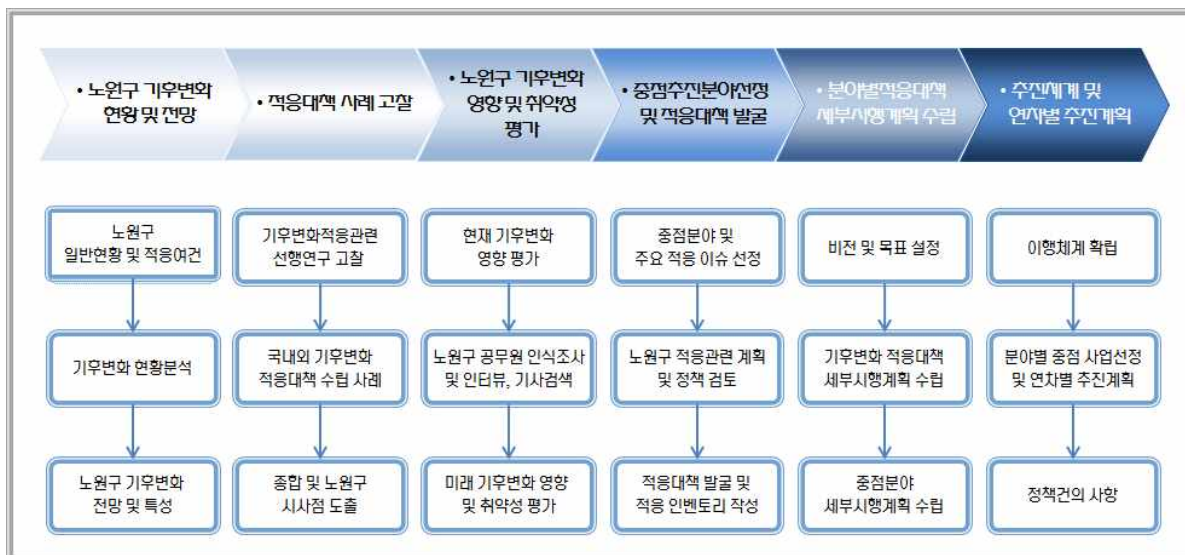 • 노원구 기후변화
현황 및 전망
• 적응대책 사례 고찰
• 노원구 기후변화
영향 및 취약성
평가
• 중점추진분야선정
및 적응대책 발굴
• 분야별적응대책
세부시행계획 수립
• 추진체계 및
연차별 추진계획
노원구
일반현황 및 적응여건
기후변화적응관련
선행연구 고찰
현재 기후변화
영향 평가
중점분야 및
주요 적응 이슈 선정
비전 및 목표 설정
이행체계 확립
기후변화 현황분석
국내외 기후변화
적응대책 수립 사례
노원구 공무원 인식조사
및 인터뷰, 기사검색
노원구 적응관련 계획
및 정책 검토
기후변화 적응대책
세부시행계획 수립
분야별 중점 사업선정
및 연차별 추진계획
노원구 기후변화
전망 및 특성
종합 및 노원구
시사점 도출
미래 기후변화 영향
및 취약성 평가
적응대책 발굴 및
적응 인벤토리 작성
중점분야
세부시행계획 수립
정책건의 사항